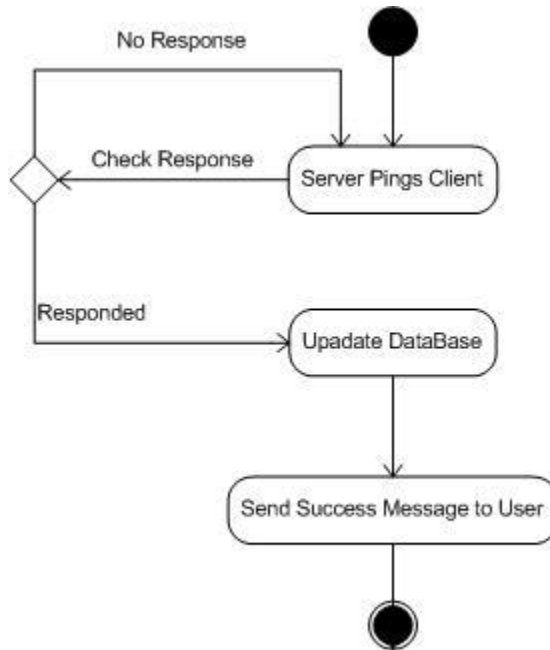 No Response
Check Response
Server Pings Client
Responded
Upadate DataBase
Send Success Message to User